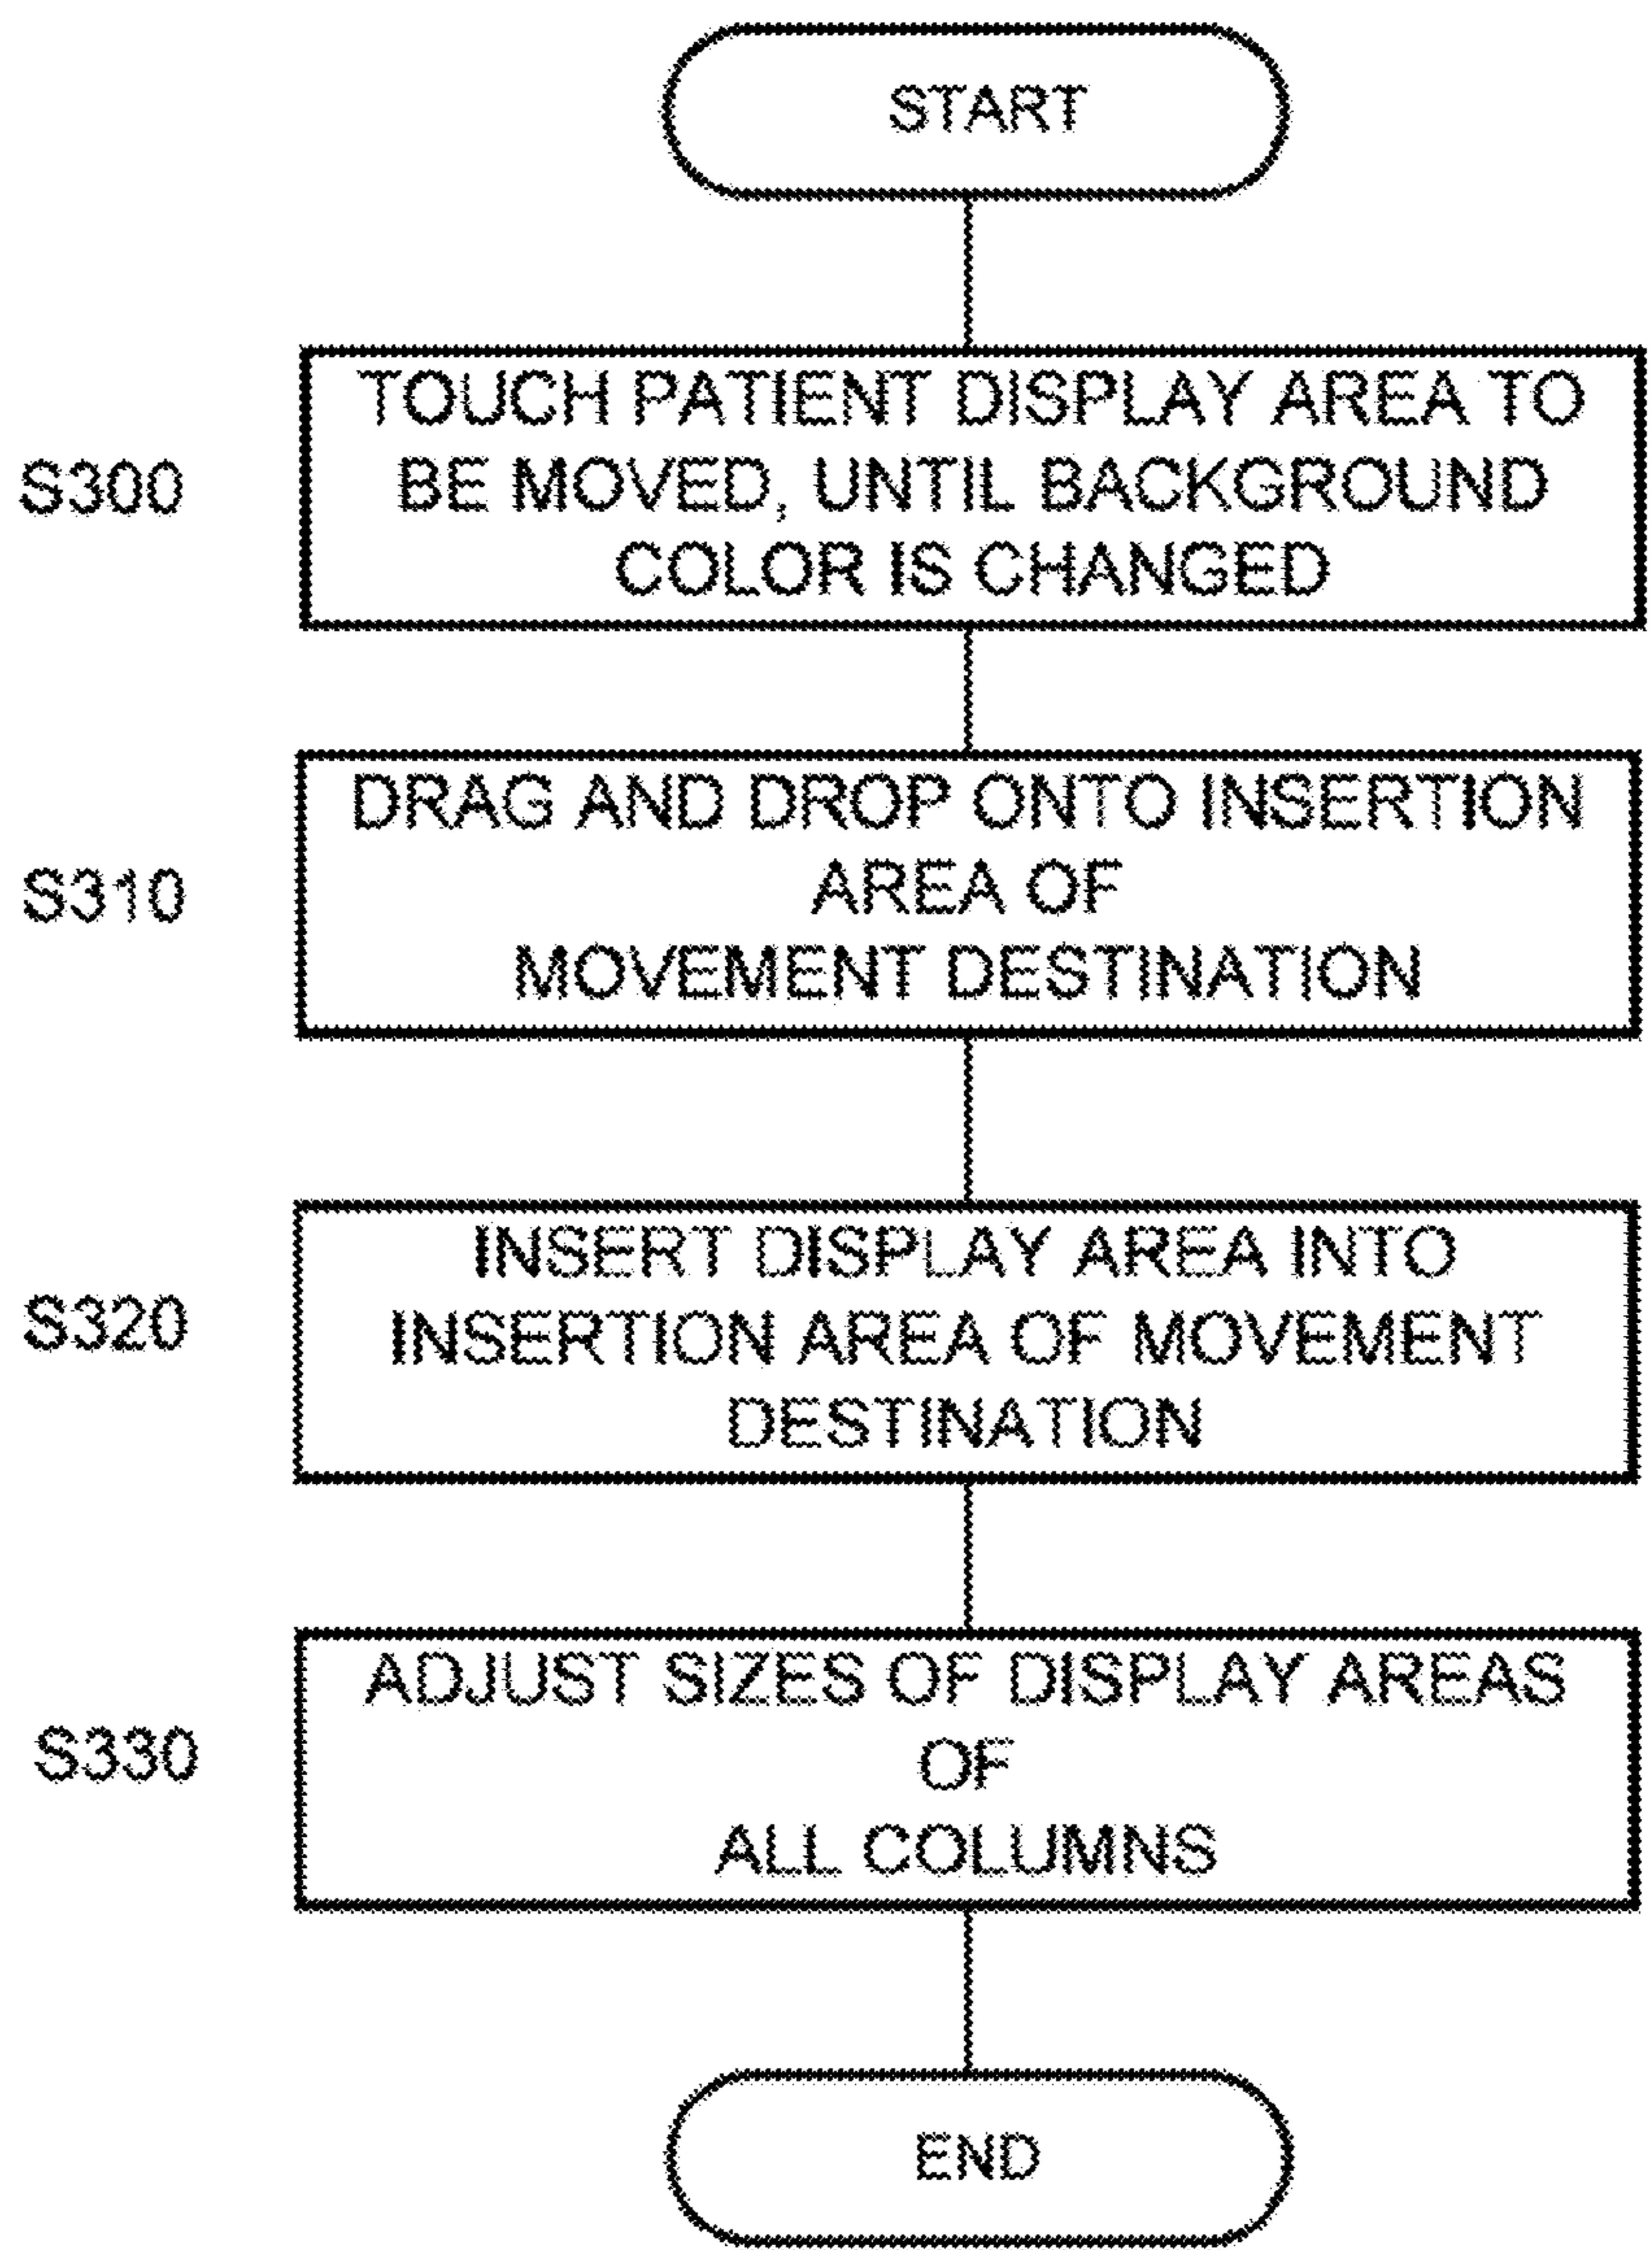 START
S300
TOUCH PATIENT DISPLAY AREA TO
BE MOVED, UNTIL BACKGROUND
COLOR IS CHANGED
S310
DRAG AND DROP ONTO INSERTION
AREA OF
MOVEMENT DESTINATION
S320
INSERT DISPLAY AREA INTO
INSERTION AREA OF MOVEMENT
DESTINATION
S330
ADJUST SIZES OF DISPLAY AREAS
OF
ALL COLUMNS
END